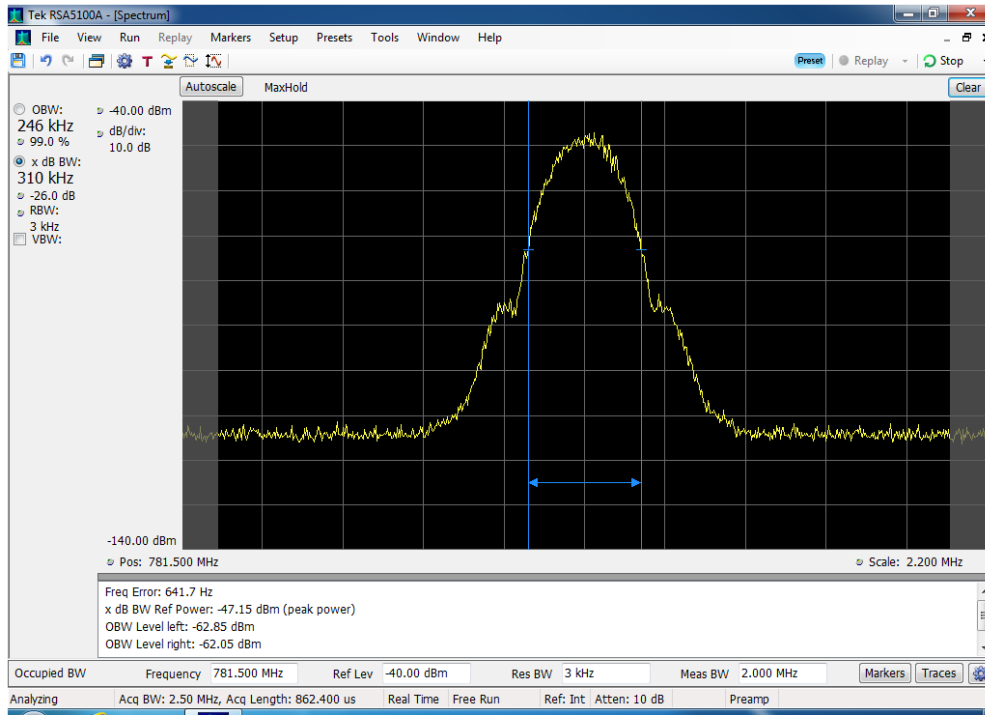 Tek RSA5100A - [Spectrum]
File View Run Replay Markers Setup Presets Tools Window Help
T Preset Replay Stop
Autoscale MaxHold Clear
OBW:
246 kHz
99.0 %
x dB BW:
310 kHz
-26.0 dB
RBW:
3 kHz
VBW:
-40.00 dBm
dB/div:
10.0 dB
-140.00 dBm
Pos: 781.500 MHz Scale: 2.200 MHz
Freq Error: 641.7 Hz
x dB BW Ref Power: -47.15 dBm (peak power)
OBW Level left: -62.85 dBm
OBW Level right: -62.05 dBm
Occupied BW Frequency 781.500 MHz Ref Lev -40.00 dBm Res BW 3 kHz Meas BW 2.000 MHz Markers Traces
Analyzing Acq BW: 2.50 MHz, Acq Length: 862.400 us Real Time Free Run Ref: Int Atten: 10 dB Preamp